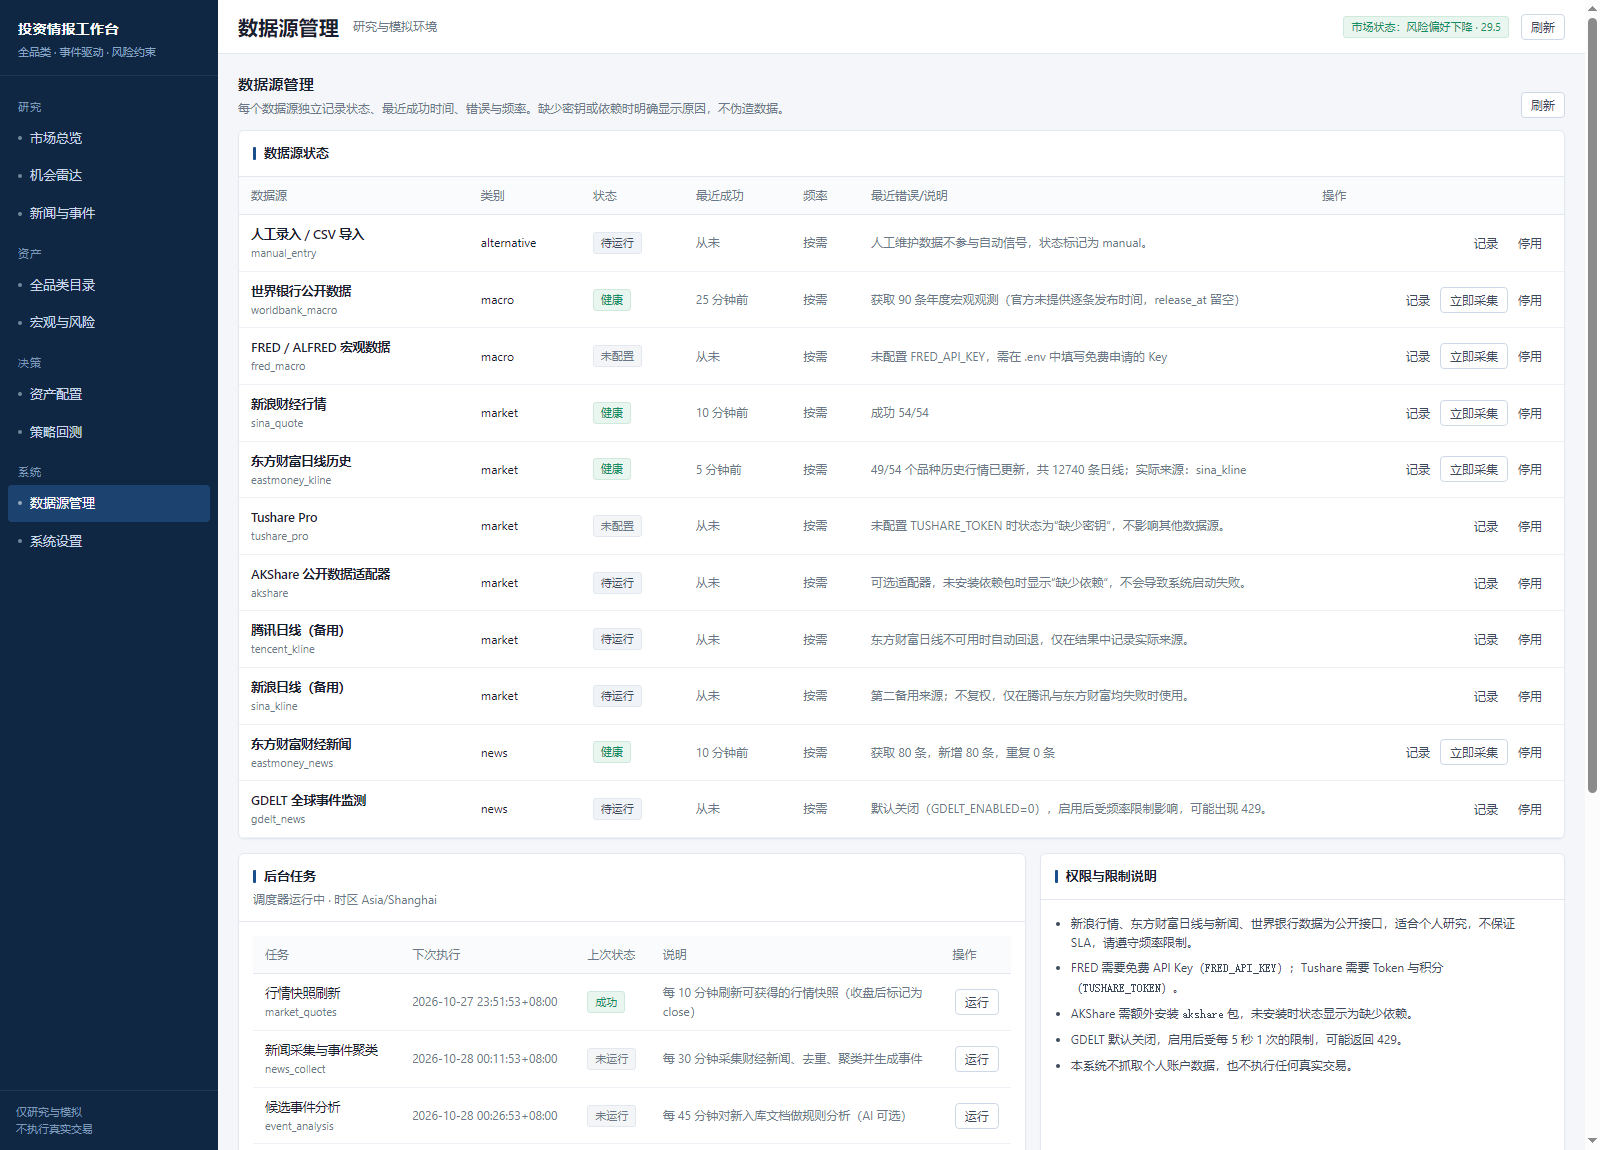 投资情报工作台
全品类 · 事件驱动 · 风险约束
研究
市场总览
机会雷达
新闻与事件
资产
全品类目录
宏观与风险
决策
资产配置
策略回测
系统
数据源管理
系统设置
仅研究与模拟
不执行真实交易
数据源管理 研究与模拟环境 市场状态：风险偏好下降 · 29.5 刷新
数据源管理
每个数据源独立记录状态、最近成功时间、错误与频率。缺少密钥或依赖时明确显示原因，不伪造数据。 刷新
数据源状态
数据源 类别 状态 最近成功 频率 最近错误/说明 操作
人工录入 / CSV 导入
manual_entry alternative 待运行 从未 按需 人工维护数据不参与自动信号，状态标记为 manual。 记录 停用
世界银行公开数据
worldbank_macro macro 健康 25 分钟前 按需 获取 90 条年度宏观观测（官方未提供逐条发布时间，release_at 留空） 记录 立即采集 停用
FRED / ALFRED 宏观数据
fred_macro macro 未配置 从未 按需 未配置 FRED_API_KEY，需在 .env 中填写免费申请的 Key 记录 立即采集 停用
新浪财经行情
sina_quote market 健康 10 分钟前 按需 成功 54/54 记录 立即采集 停用
东方财富日线历史
eastmoney_kline market 健康 5 分钟前 按需 49/54 个品种历史行情已更新，共 12740 条日线；实际来源：sina_kline 记录 立即采集 停用
Tushare Pro
tushare_pro market 未配置 从未 按需 未配置 TUSHARE_TOKEN 时状态为“缺少密钥”，不影响其他数据源。 记录 停用
AKShare 公开数据适配器
akshare market 待运行 从未 按需 可选适配器，未安装依赖包时显示“缺少依赖”，不会导致系统启动失败。 记录 停用
腾讯日线（备用）
tencent_kline market 待运行 从未 按需 东方财富日线不可用时自动回退，仅在结果中记录实际来源。 记录 停用
新浪日线（备用）
sina_kline market 待运行 从未 按需 第二备用来源；不复权，仅在腾讯与东方财富均失败时使用。 记录 停用
东方财富财经新闻
eastmoney_news news 健康 10 分钟前 按需 获取 80 条，新增 80 条，重复 0 条 记录 立即采集 停用
GDELT 全球事件监测
gdelt_news news 待运行 从未 按需 默认关闭（GDELT_ENABLED=0），启用后受频率限制影响，可能出现 429。 记录 停用
后台任务
调度器运行中 · 时区 Asia/Shanghai
任务 下次执行 上次状态 说明 操作
行情快照刷新
market_quotes 2026-10-27 23:51:53+08:00 成功 每 10 分钟刷新可获得的行情快照（收盘后标记为
close） 运行
新闻采集与事件聚类
news_collect 2026-10-28 00:11:53+08:00 未运行 每 30 分钟采集财经新闻、去重、聚类并生成事件 运行
候选事件分析
event_analysis 2026-10-28 00:26:53+08:00 未运行 每 45 分钟对新入库文档做规则分析（AI 可选） 运行
权限与限制说明
新浪行情、东方财富日线与新闻、世界银行数据为公开接口，适合个人研究，不保证
SLA，请遵守频率限制。
FRED 需要免费 API Key（FRED_API_KEY）；Tushare 需要 Token 与积分
（TUSHARE_TOKEN）。
AKShare 需额外安装 akshare 包，未安装时状态显示为缺少依赖。
GDELT 默认关闭，启用后受每 5 秒 1 次的限制，可能返回 429。
本系统不抓取个人账户数据，也不执行任何真实交易。